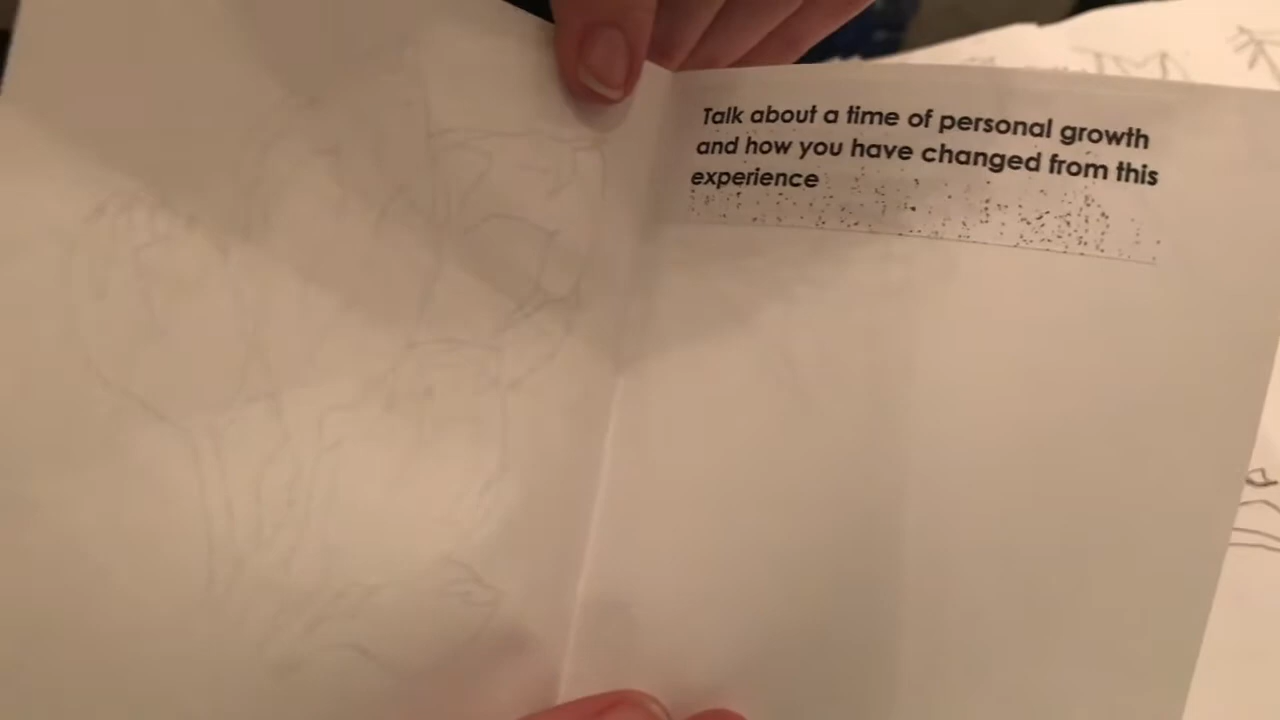 Talk about a time of personal growth
and how you have changed from this
experience